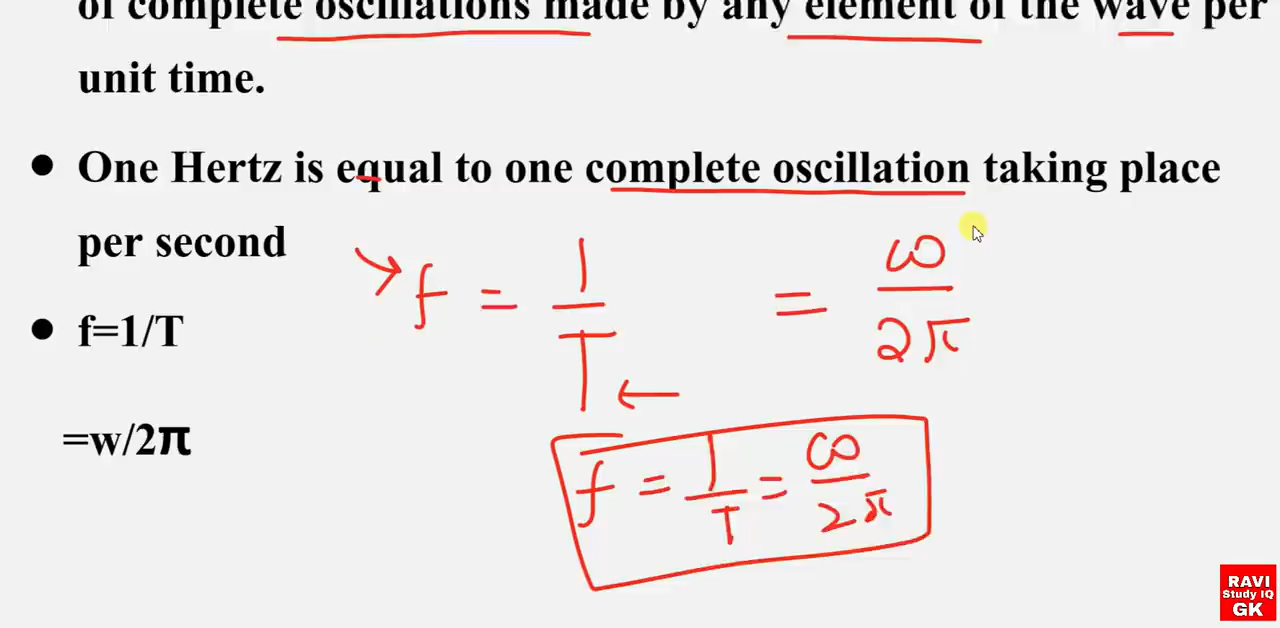 of complete oscillations made by any element of the wave per
unit time.
• One Hertz is equal to one complete oscillation taking place
per second
f = 1/T = ω/2π
• f=1/T
=w/2π
f = 1/T = ω/2π
RAVI
Study IQ
GK